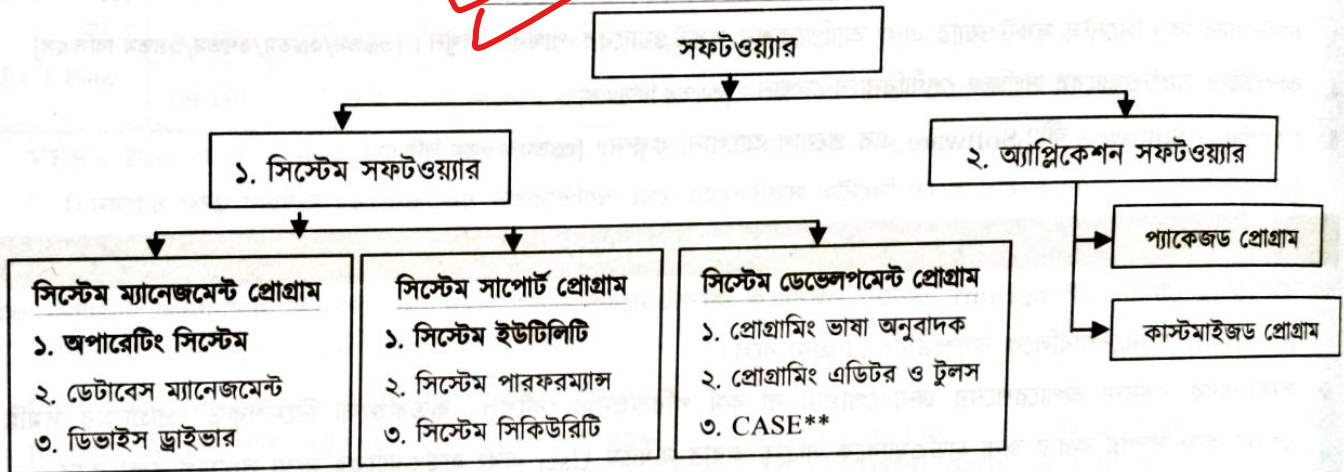 সফটওয়্যার
১. সিস্টেম সফটওয়্যার
২. অ্যাপ্লিকেশন সফটওয়্যার
সিস্টেম ম্যানেজমেন্ট প্রোগ্রাম
১. অপারেটিং সিস্টেম
২. ডেটাবেস ম্যানেজমেন্ট
৩. ডিভাইস ড্রাইভার
সিস্টেম সাপোর্ট প্রোগ্রাম
১. সিস্টেম ইউটিলিটি
২. সিস্টেম পারফরম্যান্স
৩. সিস্টেম সিকিউরিটি
সিস্টেম ডেভেলপমেন্ট প্রোগ্রাম
১. প্রোগ্রামিং ভাষা অনুবাদক
২. প্রোগ্রামিং এডিটর ও টুলস
৩. CASE**
প্যাকেজড প্রোগ্রাম
কাস্টমাইজড প্রোগ্রাম